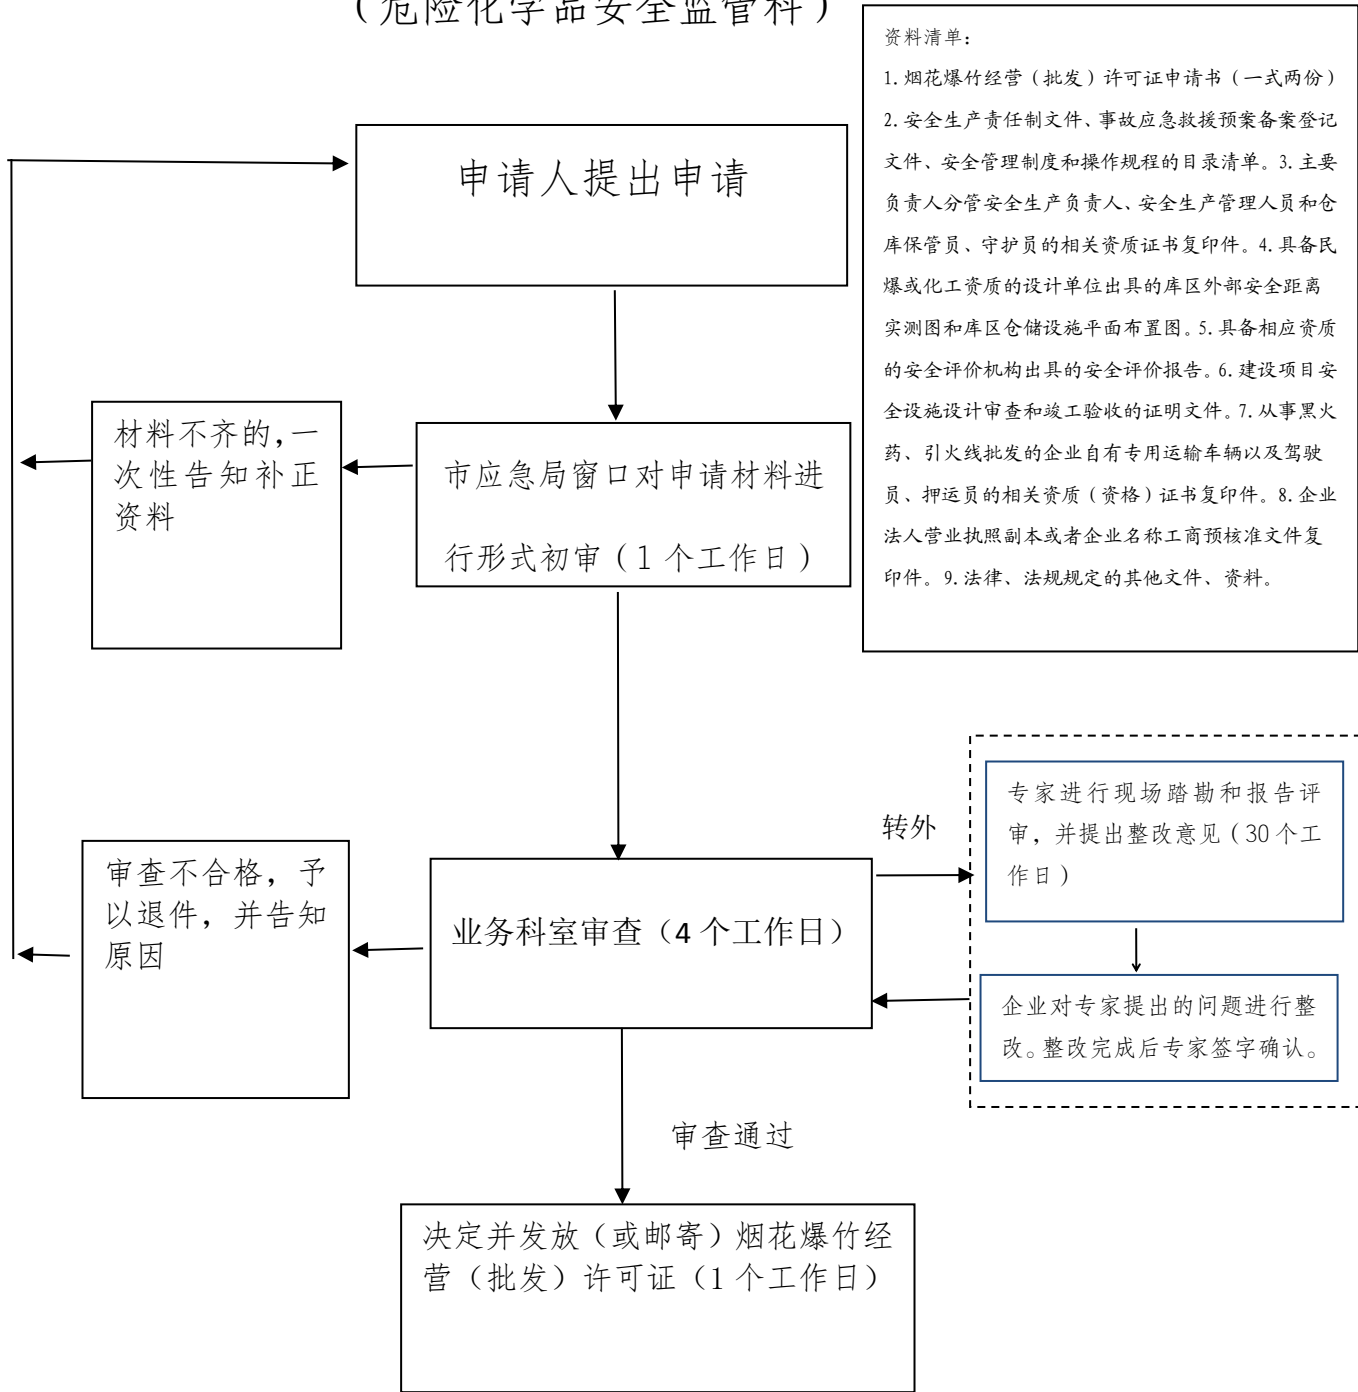 （危险化学品安全监管科）
资料清单：
1.烟花爆竹经营（批发）许可证申请书（一式两份）
2.安全生产责任制文件、事故应急救援预案备案登记
文件、安全管理制度和操作规程的目录清单。3.主要
负责人分管安全生产负责人、安全生产管理人员和仓
库保管员、守护员的相关资质证书复印件。4.具备民
爆或化工资质的设计单位出具的库区外部安全距离
实测图和库区仓储设施平面布置图。5.具备相应资质
的安全评价机构出具的安全评价报告。6.建设项目安
全设施设计审查和竣工验收的证明文件。7.从事黑火
药、引火线批发的企业自有专用运输车辆以及驾驶
员、押运员的相关资质（资格）证书复印件。8.企业
法人营业执照副本或者企业名称工商预核准文件复
印件。9.法律、法规规定的其他文件、资料。
申请人提出申请
材料不齐的，一
次性告知补正
资料
市应急局窗口对申请材料进
行形式初审（1个工作日）
转外
专家进行现场踏勘和报告评
审，并提出整改意见（30个工
作日）
审查不合格，予
以退件，并告知
原因
业务科室审查（4个工作日）
企业对专家提出的问题进行整
改。整改完成后专家签字确认。
审查通过
决定并发放（或邮寄）烟花爆竹经
营（批发）许可证（1个工作日）